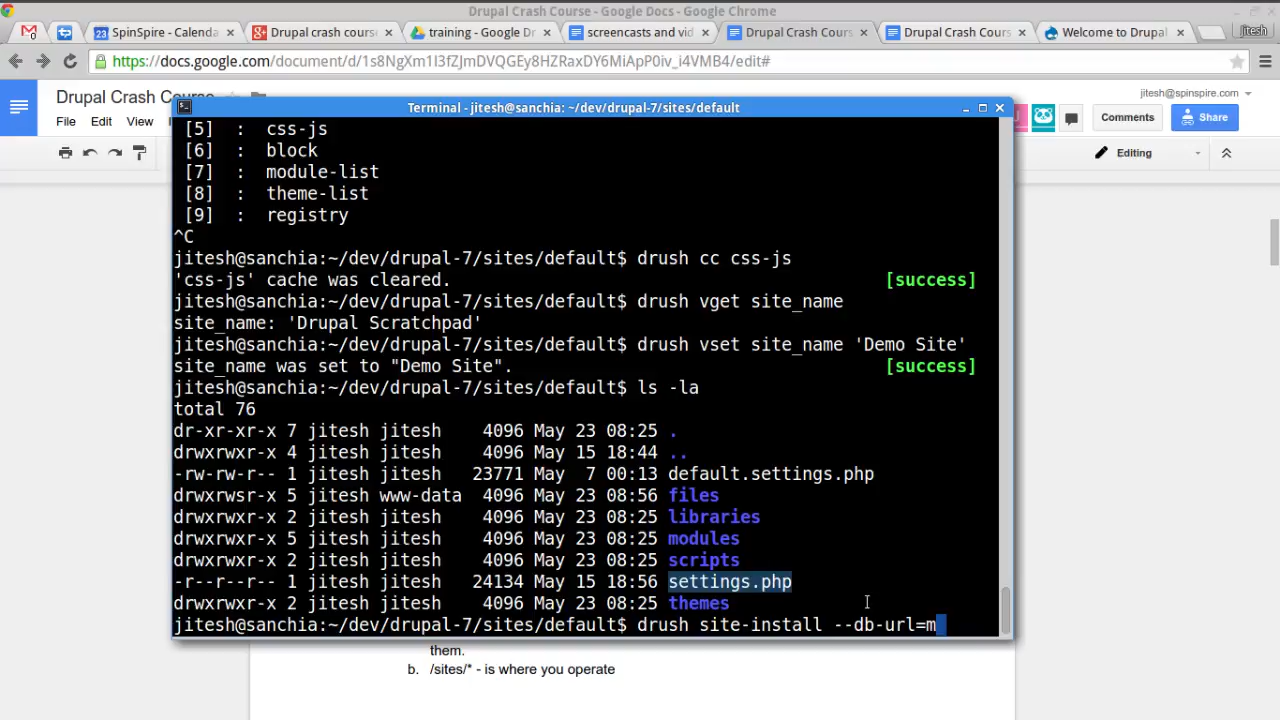 Drupal Crash Course - Google Docs - Google Chrome
SpinSpire - Calenda
Drupal crash course
training - Google Dr
screencasts and vid
Drupal Crash Cours
Drupal Crash Cours
Welcome to Drupal
jitesh
https://docs.google.com/document/d/1s8NgXm1I3fZJmDVQGEy8HZRaxDY6MiApP0iv_i4VMB4/edit#
Drupal Crash Course
jitesh@spinspire.com
File Edit View
Comments
Share
Editing
Terminal - jitesh@sanchia: ~/dev/drupal-7/sites/default
[5] : css-js
[6] : block
[7] : module-list
[8] : theme-list
[9] : registry
^C
jitesh@sanchia:~/dev/drupal-7/sites/default$ drush cc css-js
'css-js' cache was cleared. [success]
jitesh@sanchia:~/dev/drupal-7/sites/default$ drush vget site_name
site_name: 'Drupal Scratchpad'
jitesh@sanchia:~/dev/drupal-7/sites/default$ drush vset site_name 'Demo Site'
site_name was set to "Demo Site". [success]
jitesh@sanchia:~/dev/drupal-7/sites/default$ ls -la
total 76
dr-xr-xr-x 7 jitesh jitesh 4096 May 23 08:25 .
drwxrwxr-x 4 jitesh jitesh 4096 May 15 18:44 ..
-rw-rw-r-- 1 jitesh jitesh 23771 May 7 00:13 default.settings.php
drwxrwsr-x 5 jitesh www-data 4096 May 23 08:56 files
drwxrwxr-x 2 jitesh jitesh 4096 May 23 08:25 libraries
drwxrwxr-x 5 jitesh jitesh 4096 May 23 08:25 modules
drwxrwxr-x 2 jitesh jitesh 4096 May 23 08:25 scripts
-r--r--r-- 1 jitesh jitesh 24134 May 15 18:56 settings.php
drwxrwxr-x 2 jitesh jitesh 4096 May 23 08:25 themes
jitesh@sanchia:~/dev/drupal-7/sites/default$ drush site-install --db-url=m
them.
b. /sites/* - is where you operate